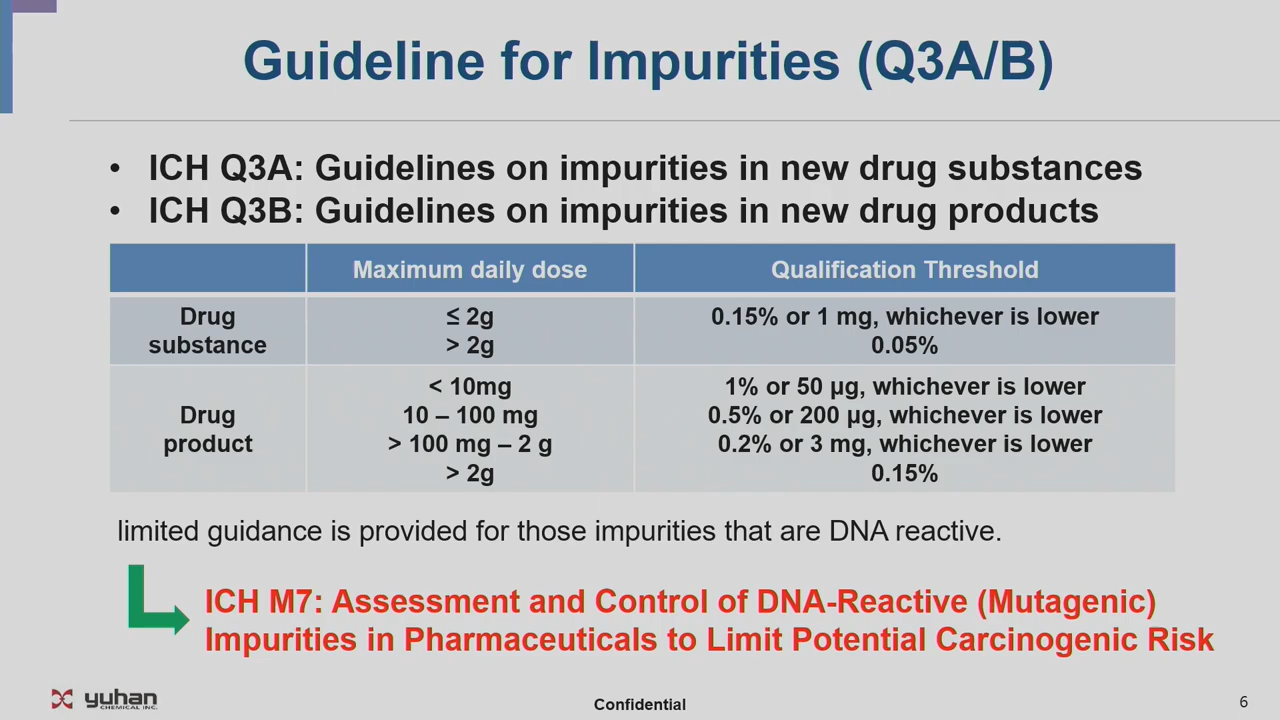 Guideline for Impurities (Q3A/B)
• ICH Q3A: Guidelines on impurities in new drug substances
• ICH Q3B: Guidelines on impurities in new drug products
Maximum daily dose Qualification Threshold
Drug substance
≤ 2g 0.15% or 1 mg, whichever is lower
> 2g 0.05%
Drug product
< 10mg 1% or 50 µg, whichever is lower
10 – 100 mg 0.5% or 200 µg, whichever is lower
> 100 mg – 2 g 0.2% or 3 mg, whichever is lower
> 2g 0.15%
limited guidance is provided for those impurities that are DNA reactive.
ICH M7: Assessment and Control of DNA-Reactive (Mutagenic)
Impurities in Pharmaceuticals to Limit Potential Carcinogenic Risk
yuhan
CHEMICAL INC.
Confidential
6